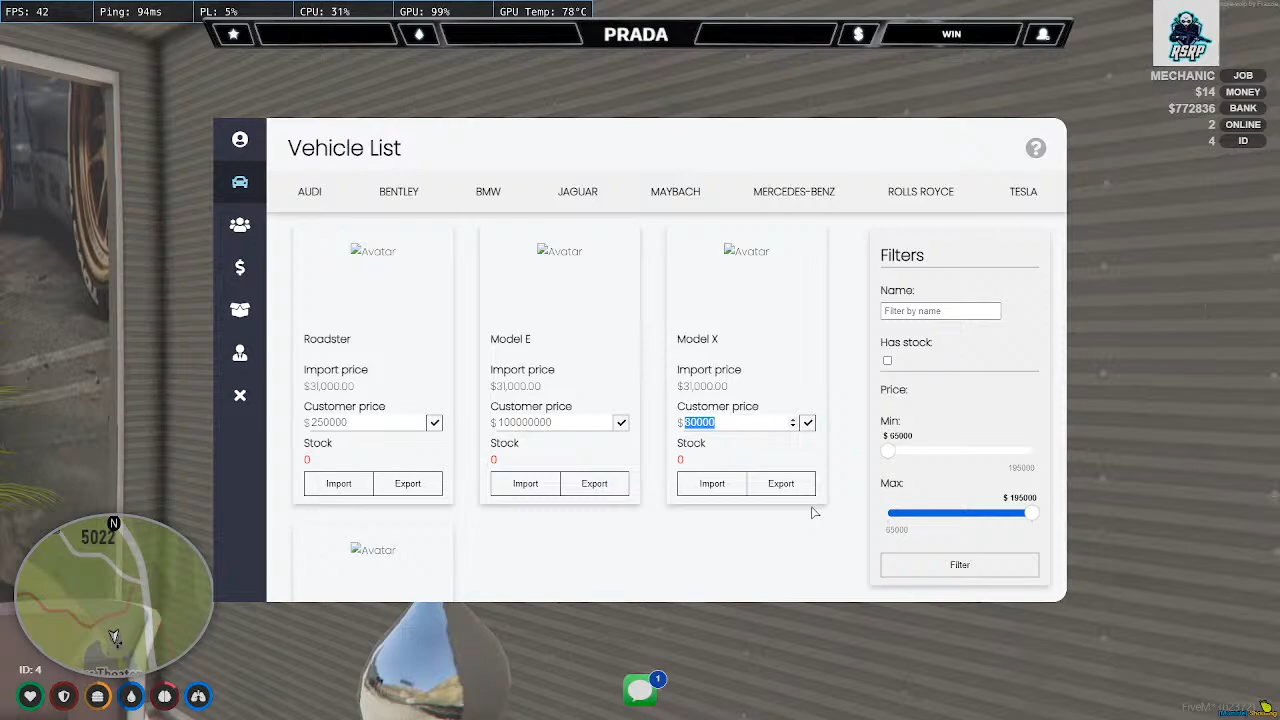 FPS: 42 Ping: 94ms PL: 5% CPU: 31% GPU: 99% GPU Temp: 78°C
PRADA
WIN
RSRP
MECHANIC JOB
$14 MONEY
$772836 BANK
2 ONLINE
4 ID
Vehicle List
?
AUDI BENTLEY BMW JAGUAR MAYBACH MERCEDES-BENZ ROLLS ROYCE TESLA
Avatar
Roadster
Import price
$31,000.00
Customer price
$250000
Stock
0
Import Export
Avatar
Model E
Import price
$31,000.00
Customer price
$100000000
Stock
0
Import Export
Avatar
Model X
Import price
$31,000.00
Customer price
$80000
Stock
0
Import Export
Avatar
Filters
Name:
Filter by name
Has stock:
Price:
Min:
$ 65000
195000
Max:
$ 195000
65000
Filter
N
5022
Theater
ID: 4
1